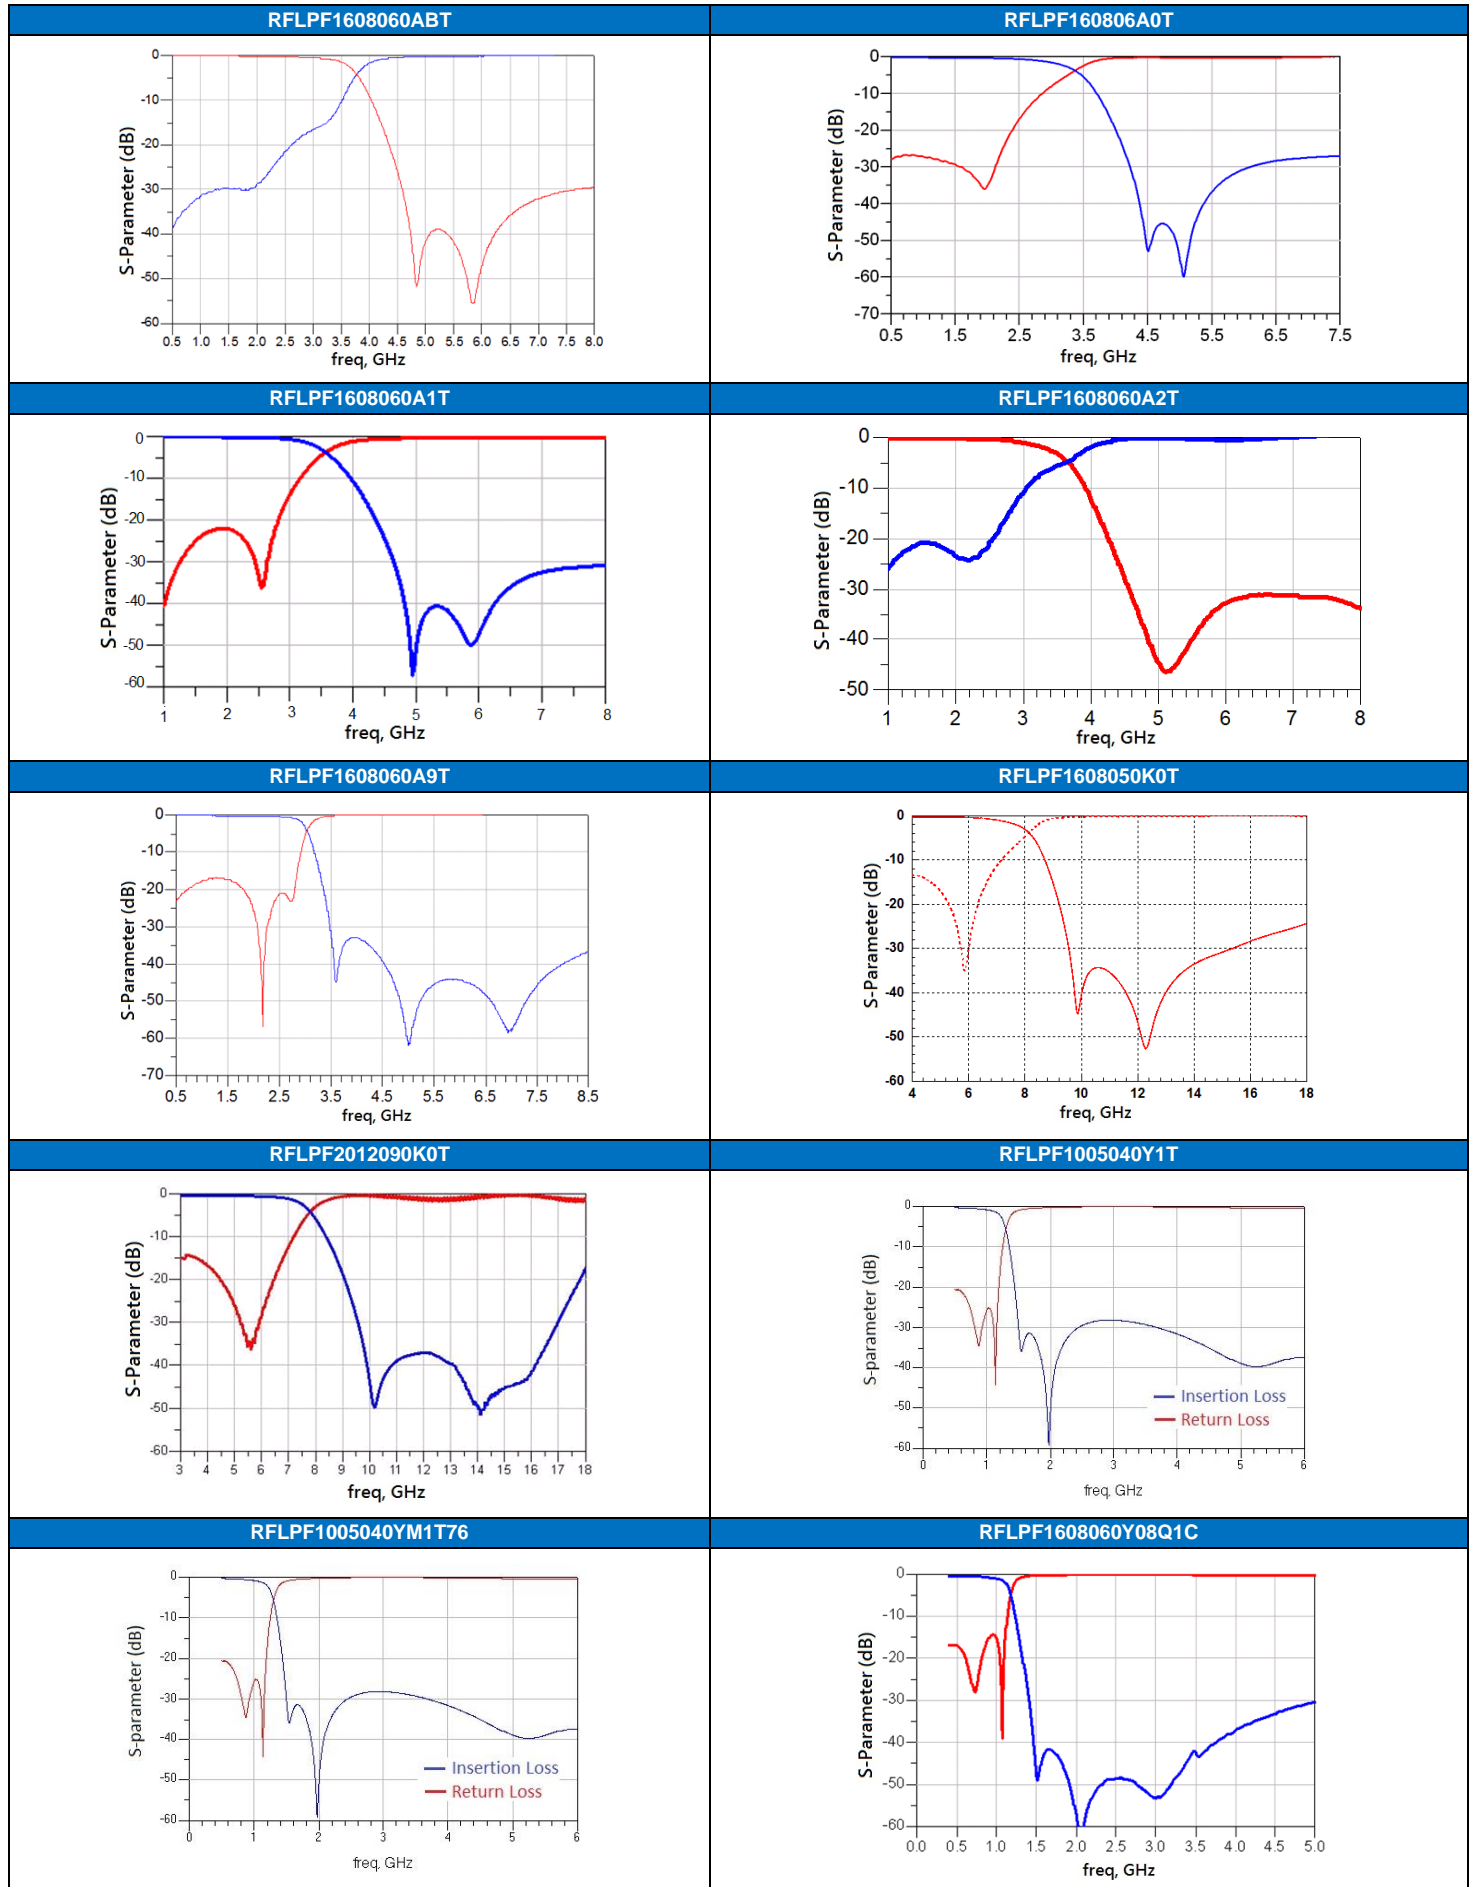 RFLPF1608060ABT
RFLPF160806A0T
0
-10
-20
-30
-40
-50
-60
S-Parameter (dB)
0.5 1.0 1.5 2.0 2.5 3.0 3.5 4.0 4.5 5.0 5.5 6.0 6.5 7.0 7.5 8.0
freq, GHz
0
-10
-20
-30
-40
-50
-60
-70
S-Parameter (dB)
0.5 1.5 2.5 3.5 4.5 5.5 6.5 7.5
freq, GHz
RFLPF1608060A1T
RFLPF1608060A2T
0
-10
-20
-30
-40
-50
-60
S-Parameter (dB)
1 2 3 4 5 6 7 8
freq, GHz
0
-10
-20
-30
-40
-50
S-Parameter (dB)
1 2 3 4 5 6 7 8
freq, GHz
RFLPF1608060A9T
RFLPF1608050K0T
0
-10
-20
-30
-40
-50
-60
-70
S-Parameter (dB)
0.5 1.5 2.5 3.5 4.5 5.5 6.5 7.5 8.5
freq, GHz
0
-10
-20
-30
-40
-50
-60
S-Parameter (dB)
4 6 8 10 12 14 16 18
freq, GHz
RFLPF2012090K0T
RFLPF1005040Y1T
0
-10
-20
-30
-40
-50
-60
S-Parameter (dB)
3 4 5 6 7 8 9 10 11 12 13 14 15 16 17 18
freq, GHz
0
-10
-20
-30
-40
-50
-60
S-parameter (dB)
Insertion Loss
Return Loss
0 1 2 3 4 5 6
freq, GHz
RFLPF1005040YM1T76
RFLPF1608060Y08Q1C
0
-10
-20
-30
-40
-50
-60
S-parameter (dB)
Insertion Loss
Return Loss
0 1 2 3 4 5 6
freq, GHz
0
-10
-20
-30
-40
-50
-60
S-Parameter (dB)
0.0 0.5 1.0 1.5 2.0 2.5 3.0 3.5 4.0 4.5 5.0
freq, GHz